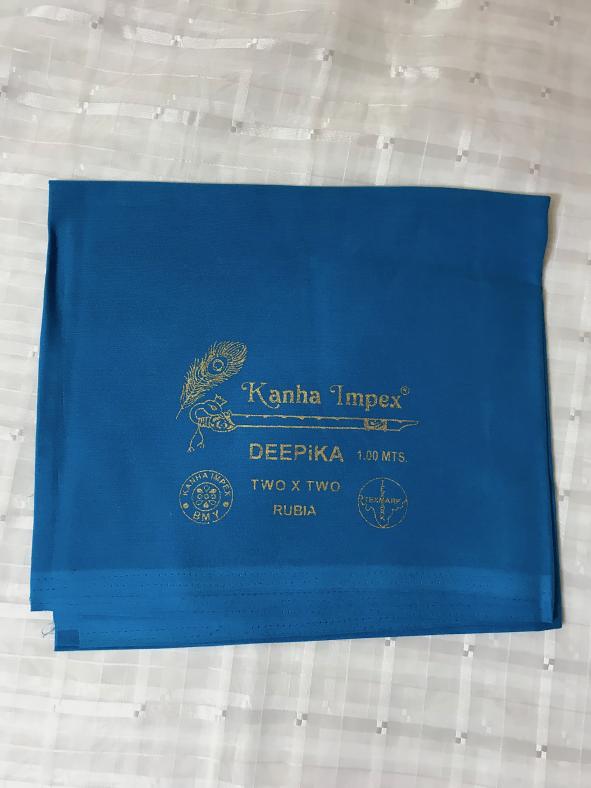 Kanha Impex®
DEEPiKA 1.00 MTS.
KANHA IMPEX
BMY
TWO X TWO
RUBIA
TEXMARK